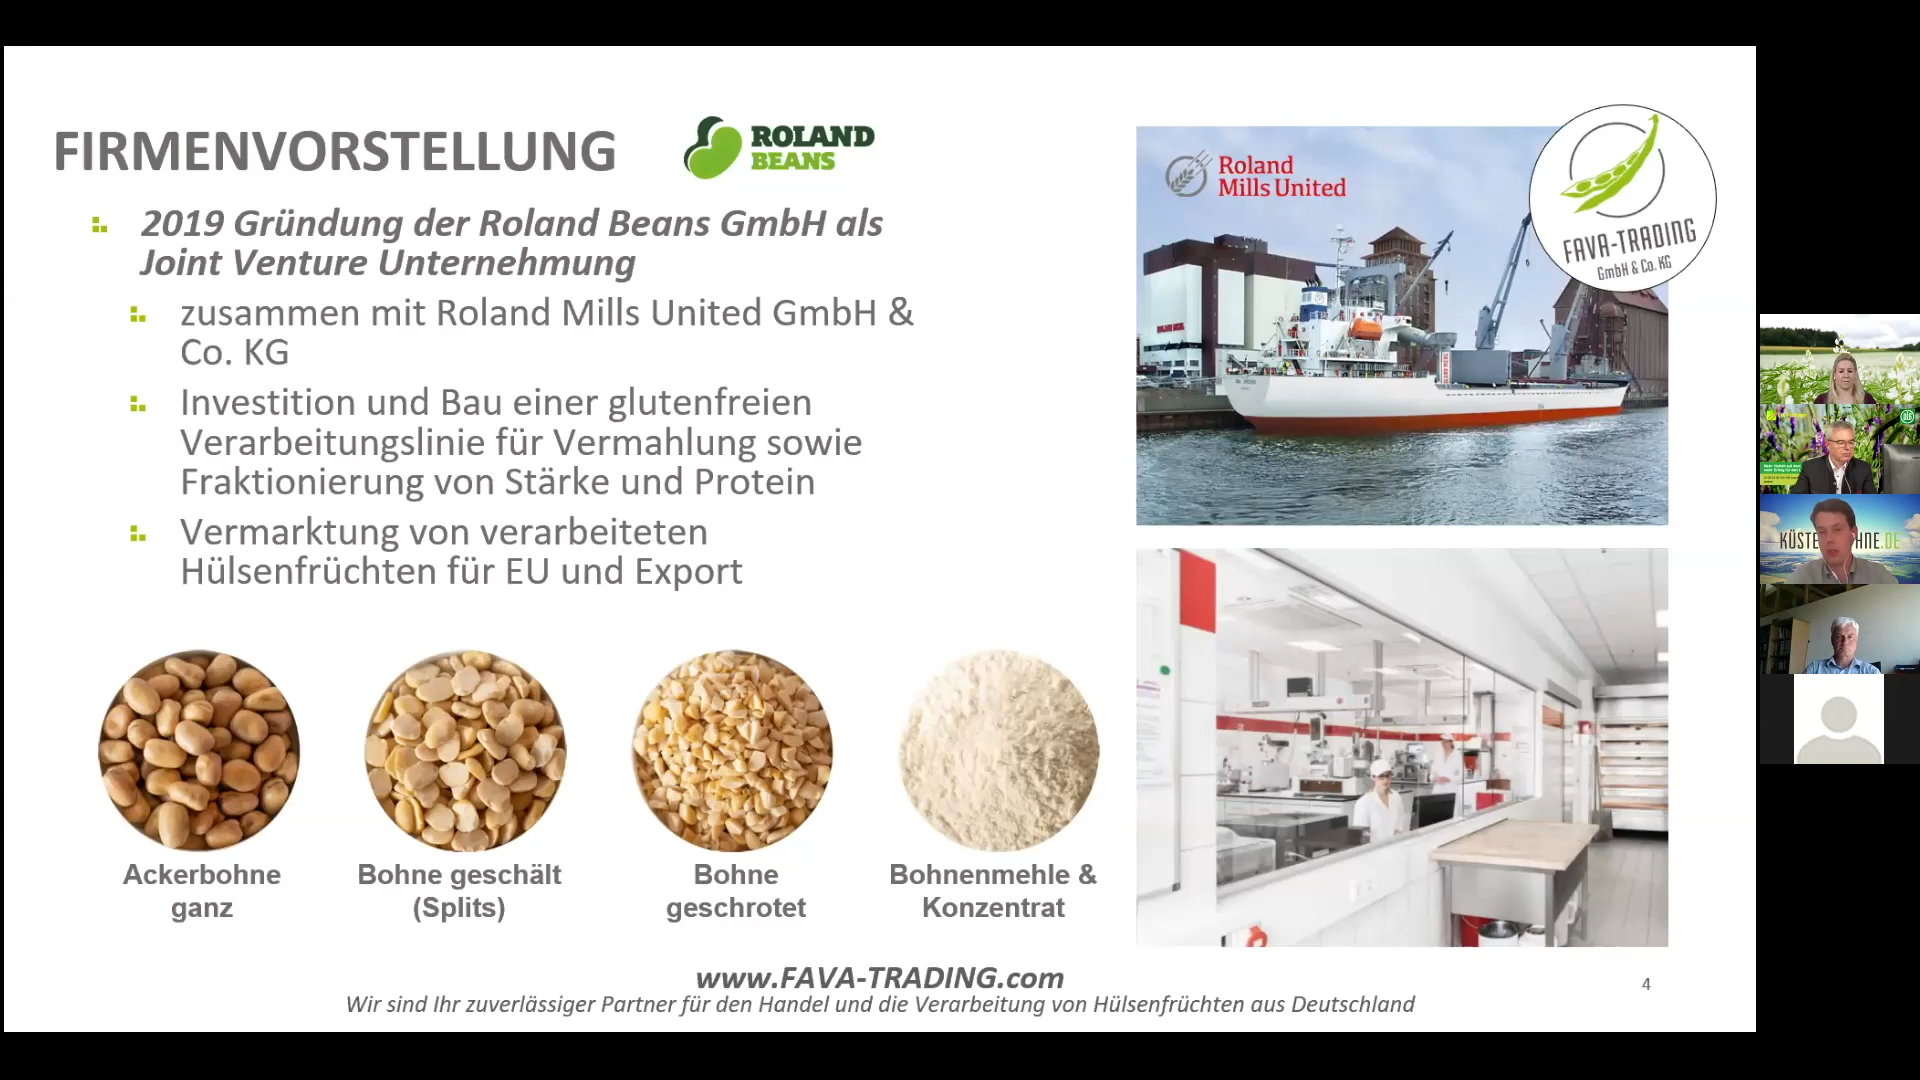 FIRMENVORSTELLUNG
ROLAND
BEANS
2019 Gründung der Roland Beans GmbH als
Joint Venture Unternehmung
zusammen mit Roland Mills United GmbH &
Co. KG
Investition und Bau einer glutenfreien
Verarbeitungslinie für Vermahlung sowie
Fraktionierung von Stärke und Protein
Vermarktung von verarbeiteten
Hülsenfrüchten für EU und Export
Roland
Mills United
FAVA-TRADING
GmbH & Co. KG
Ackerbohne
ganz
Bohne geschält
(Splits)
Bohne
geschrotet
Bohnenmehle &
Konzentrat
www.FAVA-TRADING.com
Wir sind Ihr zuverlässiger Partner für den Handel und die Verarbeitung von Hülsenfrüchten aus Deutschland
4